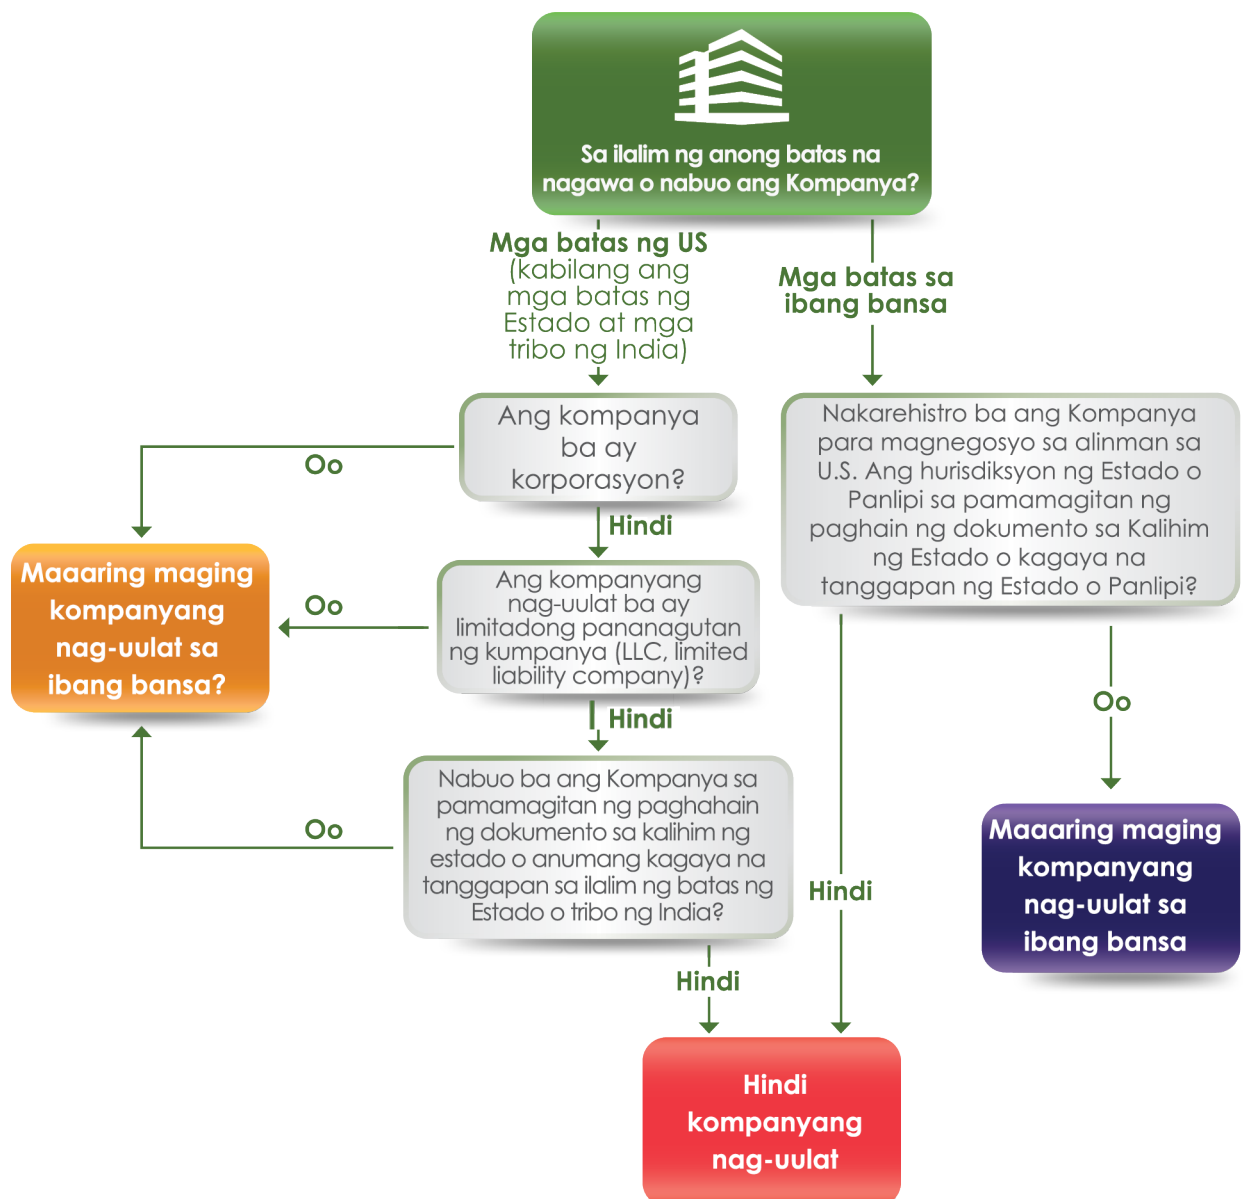 Sa ilalim ng anong batas na
nagawa o nabuo ang Kompanya?
Mga batas ng US
(kabilang ang
mga batas ng
Estado at mga
tribo ng India)
Mga batas sa
ibang bansa
Ang kompanya
ba ay
korporasyon?
Nakarehistro ba ang Kompanya
para magnegosyo sa alinman sa
U.S. Ang hurisdiksyon ng Estado o
Panlipi sa pamamagitan ng
paghain ng dokumento sa Kalihim
ng Estado o kagaya na
tanggapan ng Estado o Panlipi?
Oo
Hindi
Maaaring maging
kompanyang
nag-uulat sa
ibang bansa?
Oo
Ang kompanyang
nag-uulat ba ay
limitadong pananagutan
ng kumpanya (LLC, limited
liability company)?
Hindi
Oo
Nabuo ba ang Kompanya sa
pamamagitan ng paghahain
ng dokumento sa kalihim ng
estado o anumang kagaya na
tanggapan sa ilalim ng batas ng
Estado o tribo ng India?
Oo
Maaaring maging
kompanyang
nag-uulat sa
ibang bansa
Hindi
Hindi
Hindi
kompanyang
nag-uulat